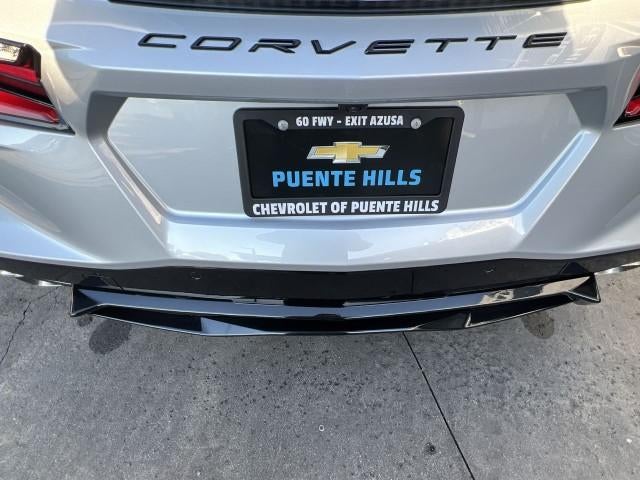 CORVETTE
60 FWY - EXIT AZUSA
PUENTE HILLS
CHEVROLET OF PUENTE HILLS